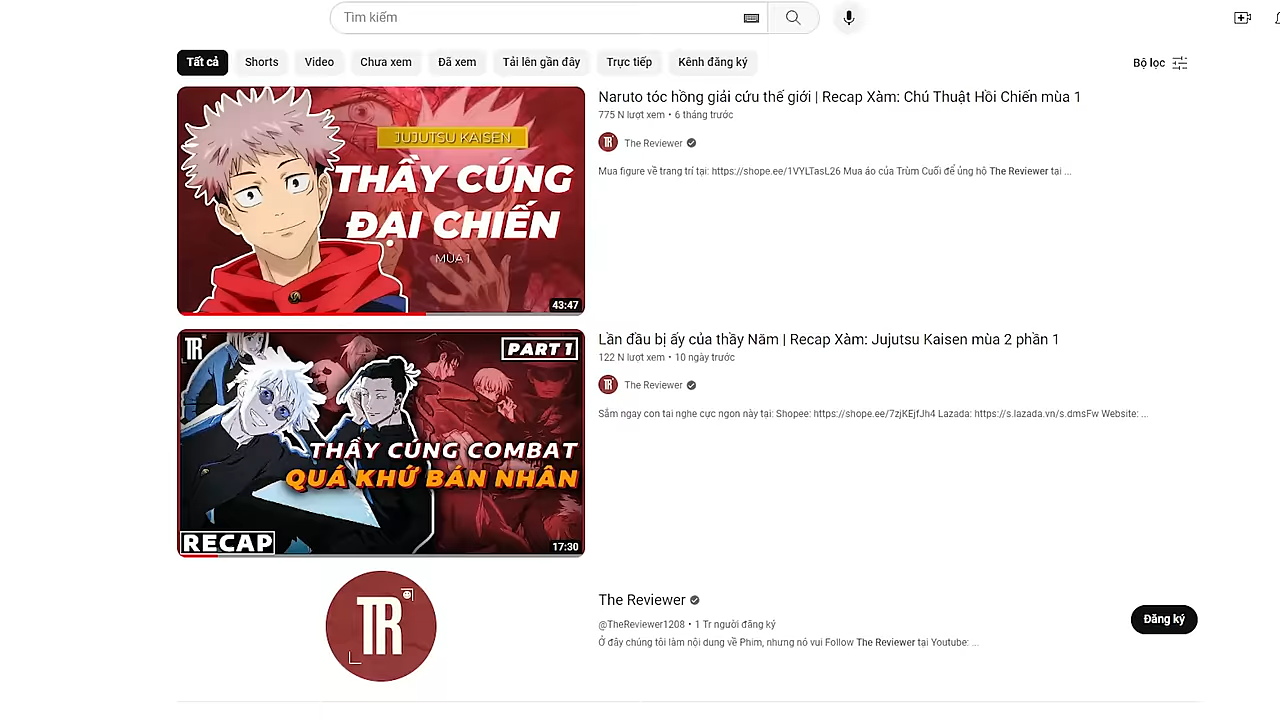 Tìm kiếm
Tất cả Shorts Video Chưa xem Đã xem Tải lên gần đây Trực tiếp Kênh đăng ký Bộ lọc
JUJUTSU KAISEN
THẦY CÚNG
ĐẠI CHIẾN
MÙA 1
43:47
Naruto tóc hồng giải cứu thế giới | Recap Xàm: Chú Thuật Hồi Chiến mùa 1
775 N lượt xem • 6 tháng trước
TR The Reviewer
Mua figure về trang trí tại: https://shope.ee/1VYLTasL26 Mua áo của Trùm Cuối để ủng hộ The Reviewer tại ...
TR
PART 1
THẦY CÚNG COMBAT
QUÁ KHỨ BÁN NHÂN
RECAP
17:30
Lần đầu bị ấy của thầy Năm | Recap Xàm: Jujutsu Kaisen mùa 2 phần 1
122 N lượt xem • 10 ngày trước
TR The Reviewer
Sắm ngay con tai nghe cực ngon này tại: Shopee: https://shope.ee/7zjKEjfJh4 Lazada: https://s.lazada.vn/s.dmsFw Website: ...
TR
The Reviewer
@TheReviewer1208 • 1 Tr người đăng ký
Ở đây chúng tôi làm nội dung về Phim, nhưng nó vui Follow The Reviewer tại Youtube: ...
Đăng ký